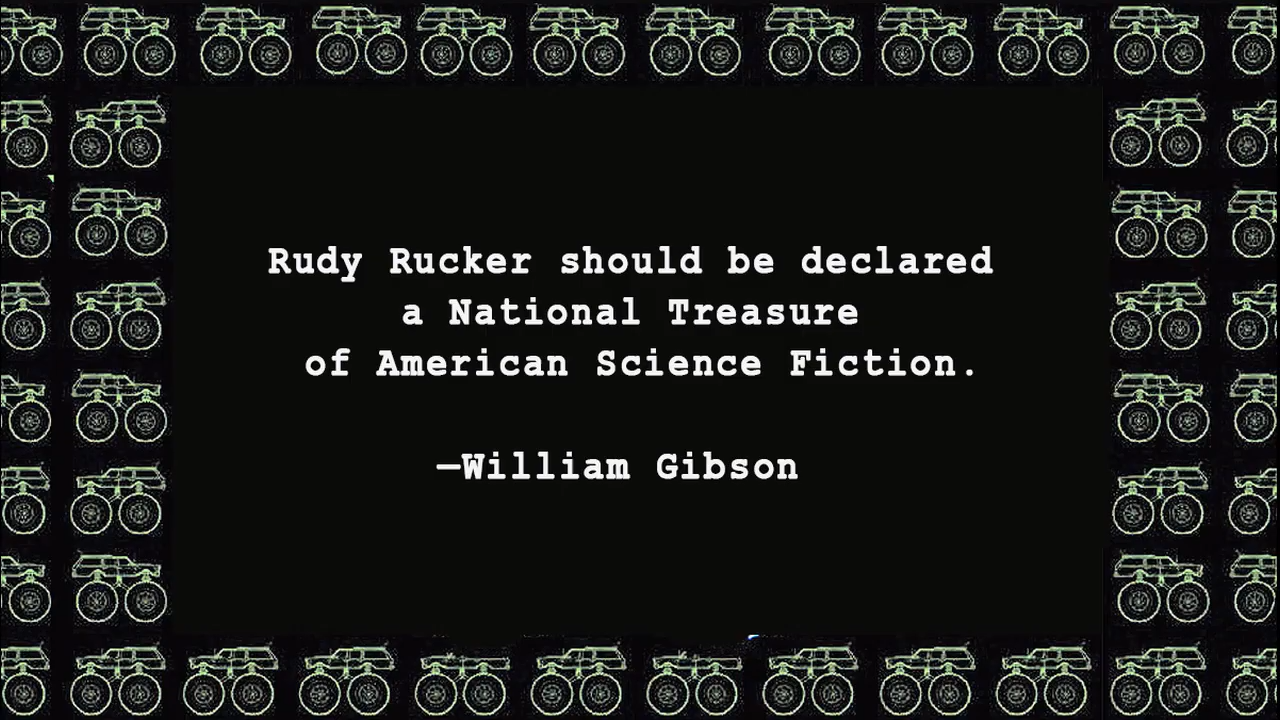 Rudy Rucker should be declared
a National Treasure
of American Science Fiction.
—William Gibson